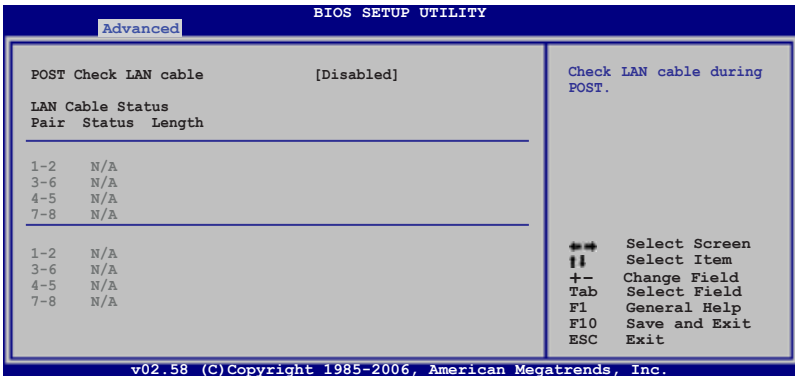 BIOS SETUP UTILITY
Advanced
POST Check LAN cable [Disabled]
LAN Cable Status
Pair Status Length
1-2 N/A
3-6 N/A
4-5 N/A
7-8 N/A
1-2 N/A
3-6 N/A
4-5 N/A
7-8 N/A
Check LAN cable during
POST.
Select Screen
Select Item
+- Change Field
Tab Select Field
F1 General Help
F10 Save and Exit
ESC Exit
v02.58 (C)Copyright 1985-2006, American Megatrends, Inc.